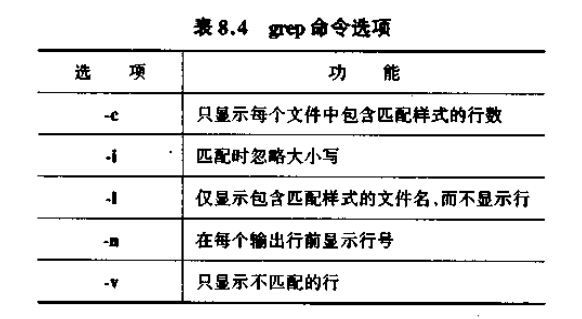 表 8.4 grep 命令选项
选 项 功 能
-c 只显示每个文件中包含匹配样式的行数
-i 匹配时忽略大小写
-l 仅显示包含匹配样式的文件名,而不显示行
-n 在每个输出行前显示行号
-v 只显示不匹配的行